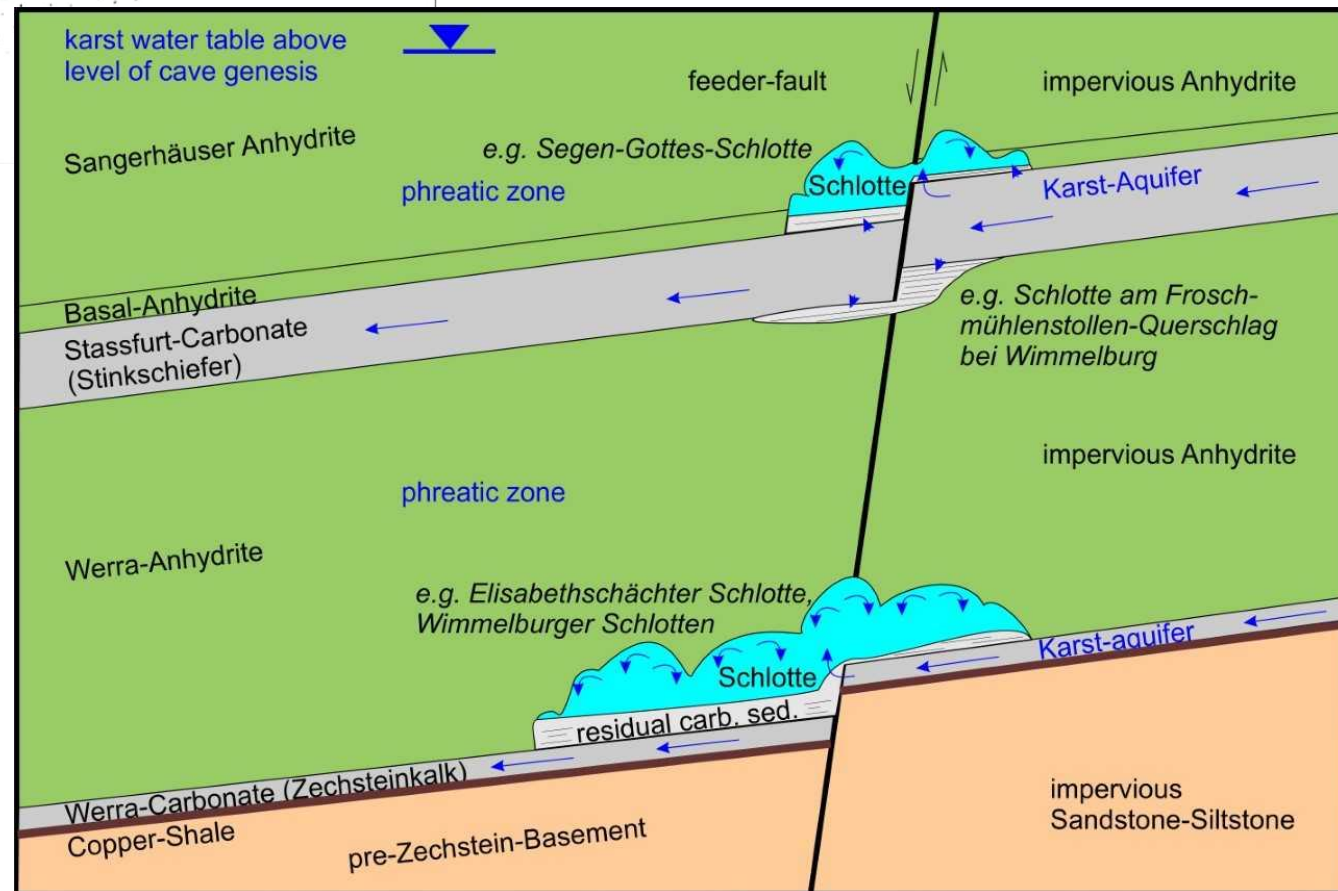 karst water table above
level of cave genesis
feeder-fault
impervious Anhydrite
Sangerhäuser Anhydrite
e.g. Segen-Gottes-Schlotte
phreatic zone
Schlotte
Karst-Aquifer
Basal-Anhydrite
Stassfurt-Carbonate
(Stinkschiefer)
e.g. Schlotte am Frosch-
mühlenstollen-Querschlag
bei Wimmelburg
impervious Anhydrite
phreatic zone
Werra-Anhydrite
e.g. Elisabethschächter Schlotte,
Wimmelburger Schlotten
Schlotte
Karst-aquifer
residual carb. sed.
Werra-Carbonate (Zechsteinkalk)
Copper-Shale
pre-Zechstein-Basement
impervious
Sandstone-Siltstone